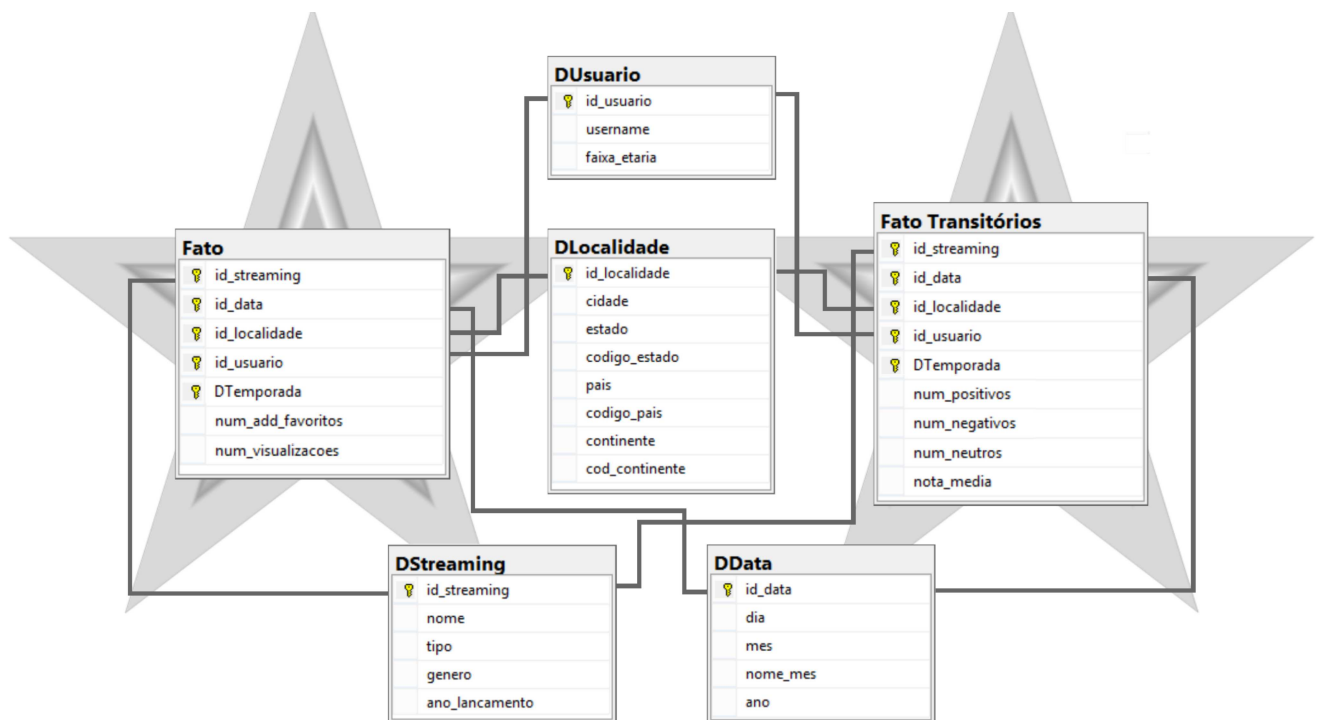 DUsuario
id_usuario
username
faixa_etaria
Fato
id_streaming
id_data
id_localidade
id_usuario
DTemporada
num_add_favoritos
num_visualizacoes
DLocalidade
id_localidade
cidade
estado
codigo_estado
pais
codigo_pais
continente
cod_continente
Fato Transitórios
id_streaming
id_data
id_localidade
id_usuario
DTemporada
num_positivos
num_negativos
num_neutros
nota_media
DStreaming
id_streaming
nome
tipo
genero
ano_lancamento
DData
id_data
dia
mes
nome_mes
ano